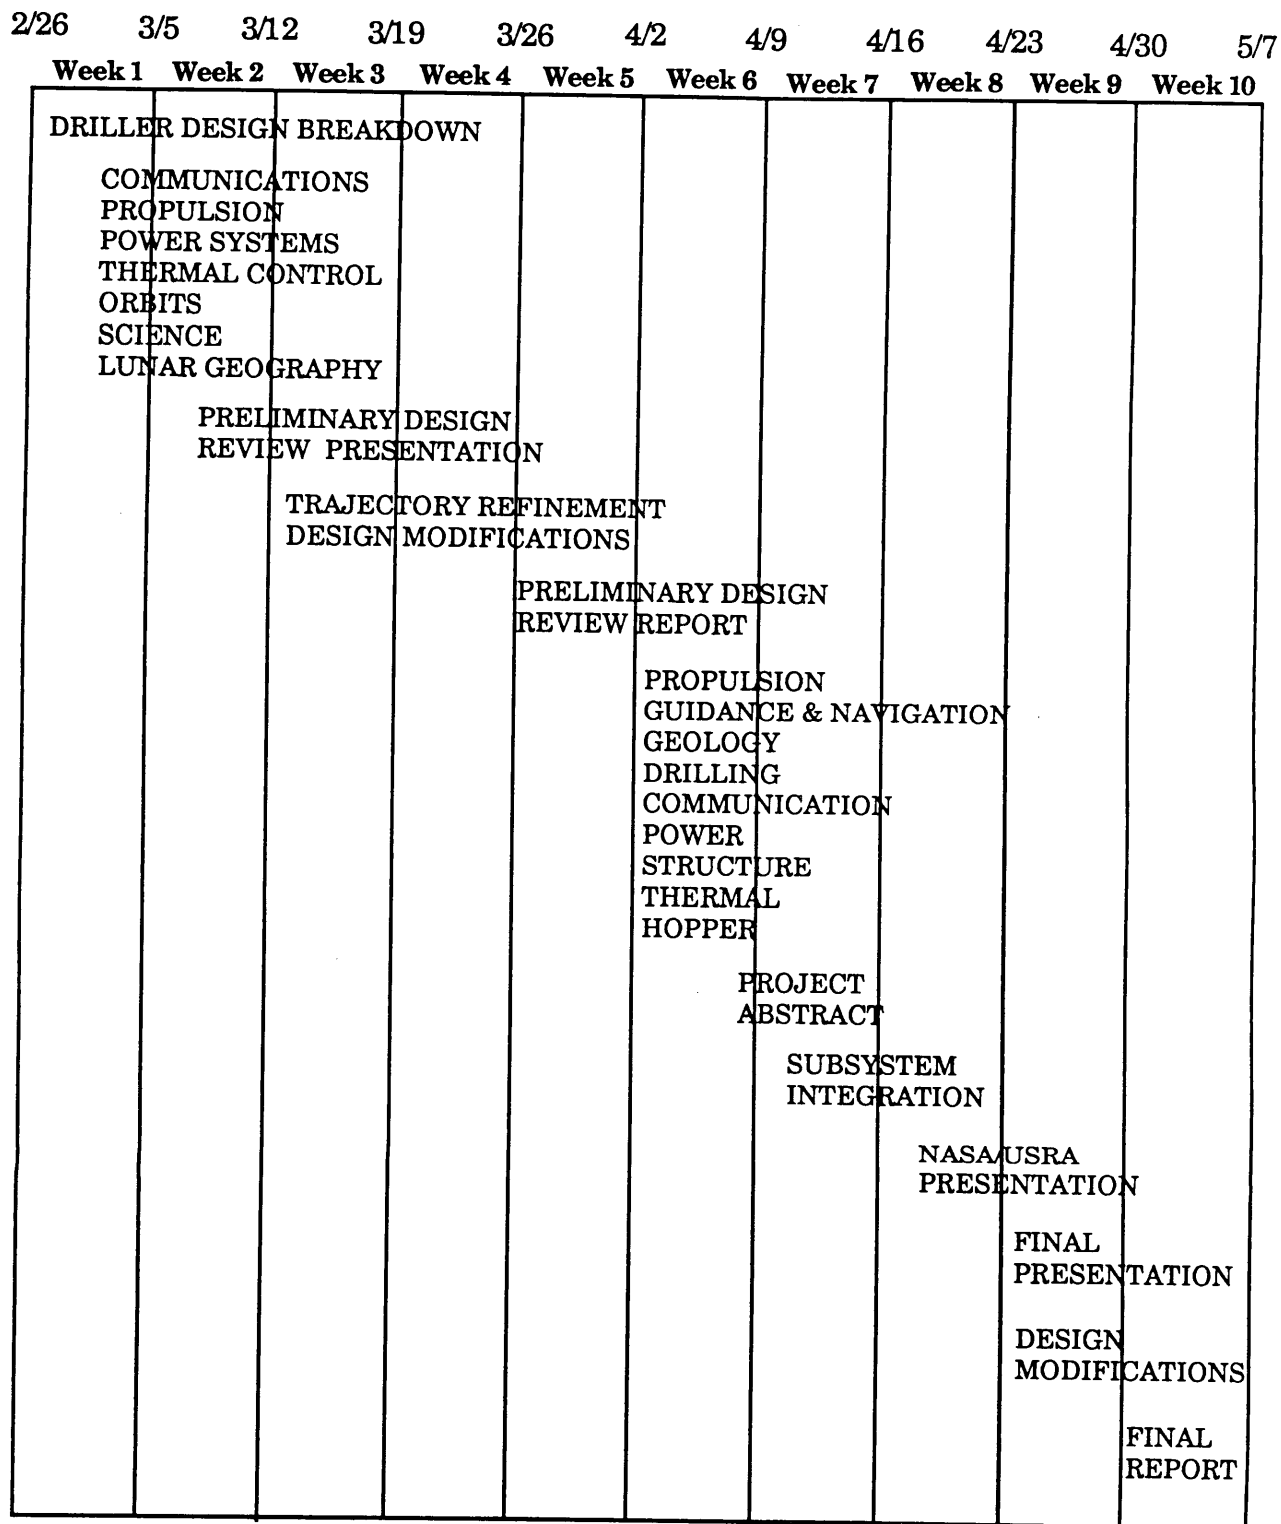 2/26 3/5 3/12 3/19 3/26 4/2 4/9 4/16 4/23 4/30 5/7
Week 1 Week 2 Week 3 Week 4 Week 5 Week 6 Week 7 Week 8 Week 9 Week 10
DRILLER DESIGN BREAKDOWN
COMMUNICATIONS
PROPULSION
POWER SYSTEMS
THERMAL CONTROL
ORBITS
SCIENCE
LUNAR GEOGRAPHY
PRELIMINARY DESIGN
REVIEW PRESENTATION
TRAJECTORY REFINEMENT
DESIGN MODIFICATIONS
PRELIMINARY DESIGN
REVIEW REPORT
PROPULSION
GUIDANCE & NAVIGATION
GEOLOGY
DRILLING
COMMUNICATION
POWER
STRUCTURE
THERMAL
HOPPER
PROJECT
ABSTRACT
SUBSYSTEM
INTEGRATION
NASA/USRA
PRESENTATION
FINAL
PRESENTATION
DESIGN
MODIFICATIONS
FINAL
REPORT